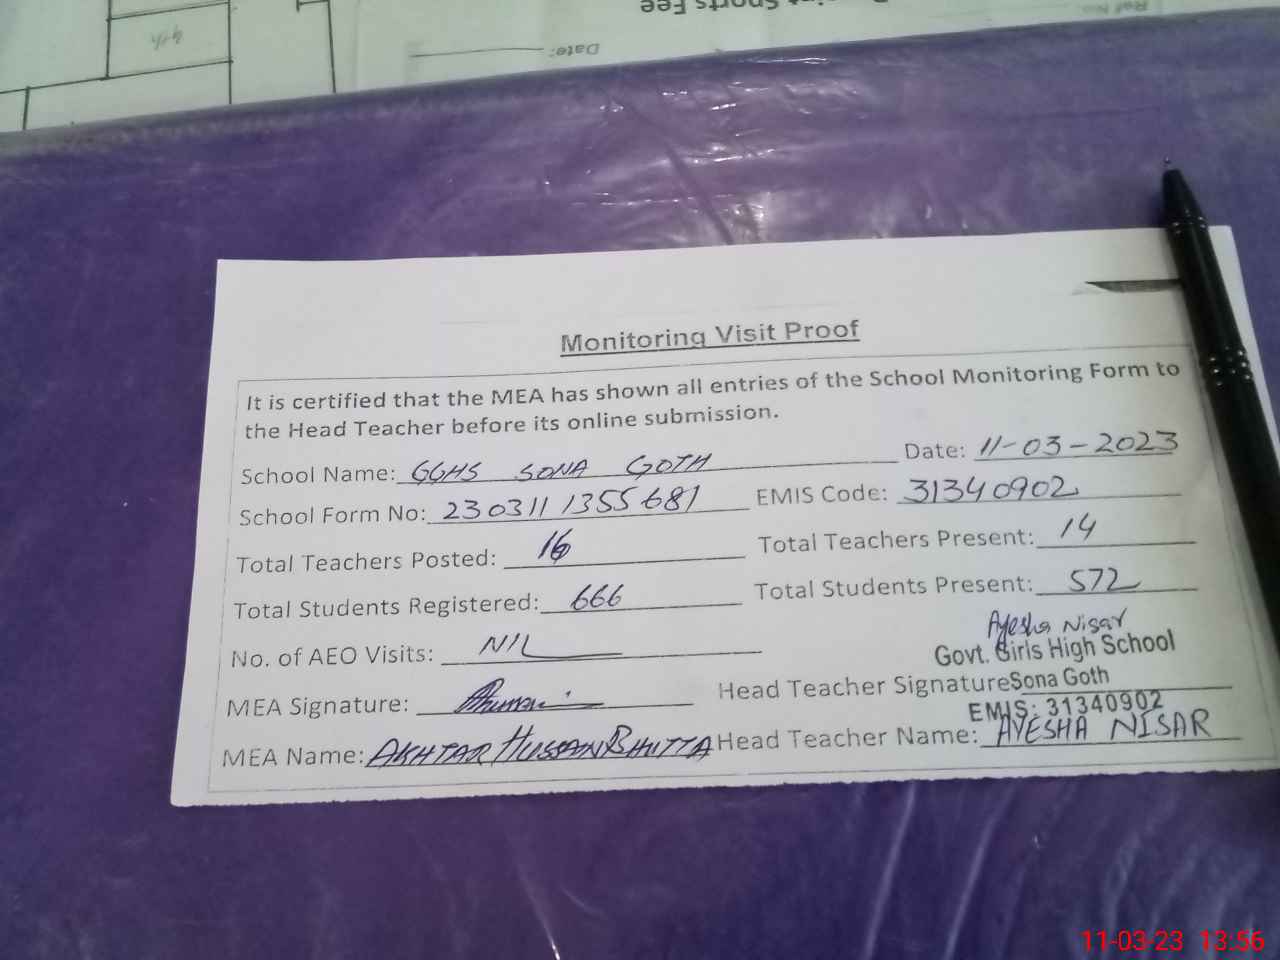 4th
Date:
Sports Fee
Ref No.
Monitoring Visit Proof
It is certified that the MEA has shown all entries of the School Monitoring Form to
the Head Teacher before its online submission.
School Name: GGHS SONA GOTH Date: 11-03-2023
School Form No: 230311 1355681 EMIS Code: 31340902
Total Teachers Posted: 16 Total Teachers Present: 14
Total Students Registered: 666 Total Students Present: 572
No. of AEO Visits: NIL
Ayesha Nisar
Govt. Girls High School
MEA Signature: Head Teacher Signature Sona Goth
EMIS: 31340902
MEA Name: AKHTAR HUSSAIN BHUTTA Head Teacher Name: AYESHA NISAR
11-03-23 13:56